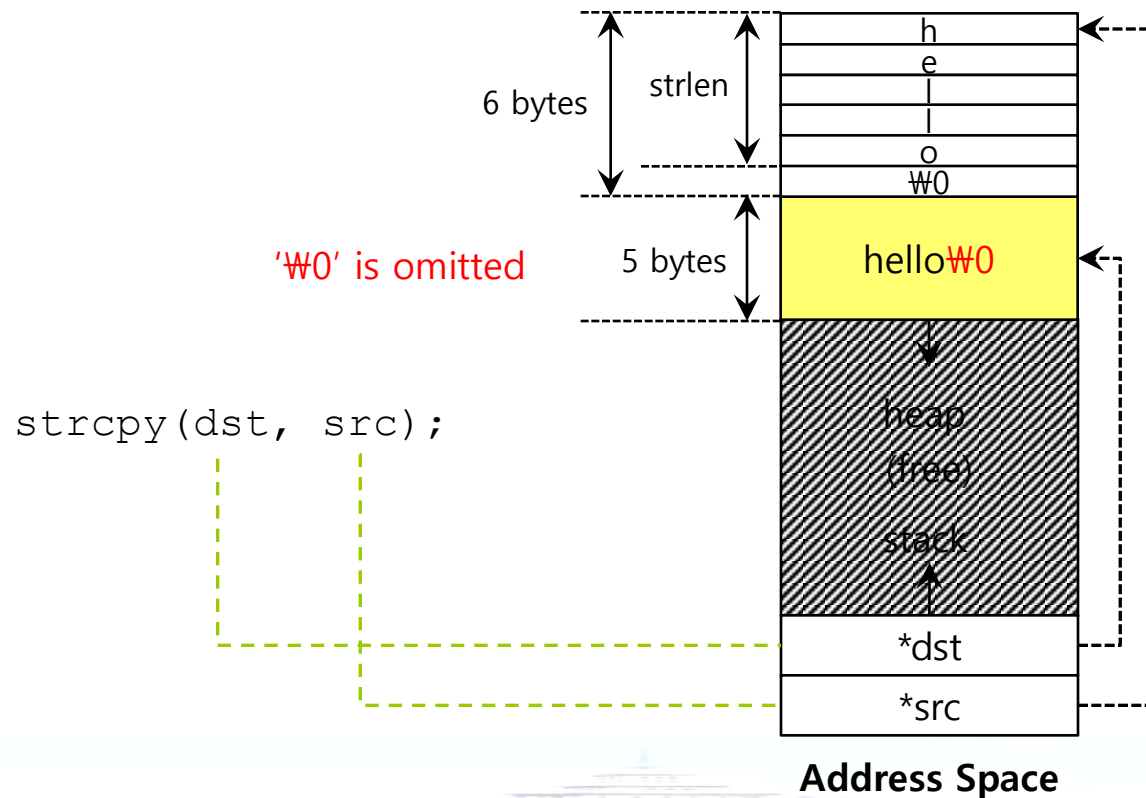 h
e
l
l
o
₩0
6 bytes
strlen
'₩0' is omitted
5 bytes
hello₩0
strcpy(dst, src);
heap
(free)
stack
*dst
*src
Address Space